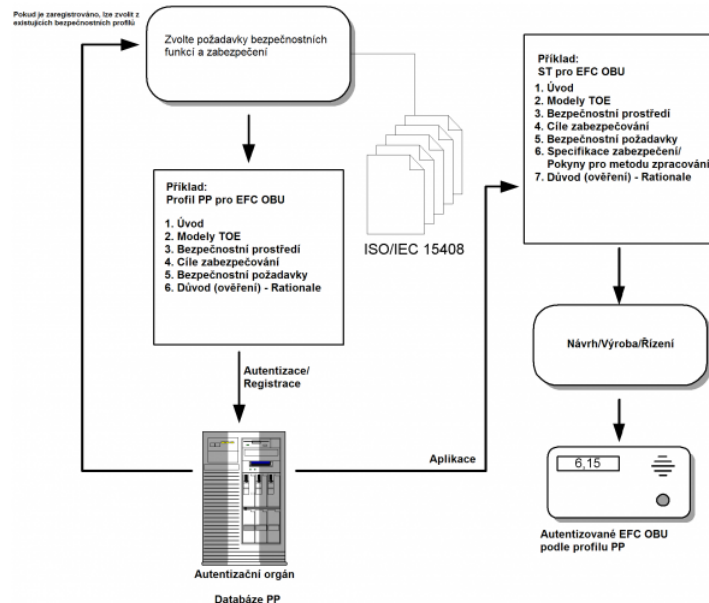 Pokud je zaregistrováno, lze zvolit z
existujících bezpečnostních profilů
Zvolte požadavky bezpečnostních
funkcí a zabezpečení
ISO/IEC 15408
Příklad:
Profil PP pro EFC OBU
1. Úvod
2. Modely TOE
3. Bezpečnostní prostředí
4. Cíle zabezpečování
5. Bezpečnostní požadavky
6. Důvod (ověření) - Rationale
Autentizace/
Registrace
Autentizační orgán
Databáze PP
Aplikace
Příklad:
ST pro EFC OBU
1. Úvod
2. Modely TOE
3. Bezpečnostní prostředí
4. Cíle zabezpečování
5. Bezpečnostní požadavky
6. Specifikace zabezpečení/
Pokyny pro metodu zpracování
7. Důvod (ověření) - Rationale
Návrh/Výroba/Řízení
6,15
Autentizované EFC OBU
podle profilu PP